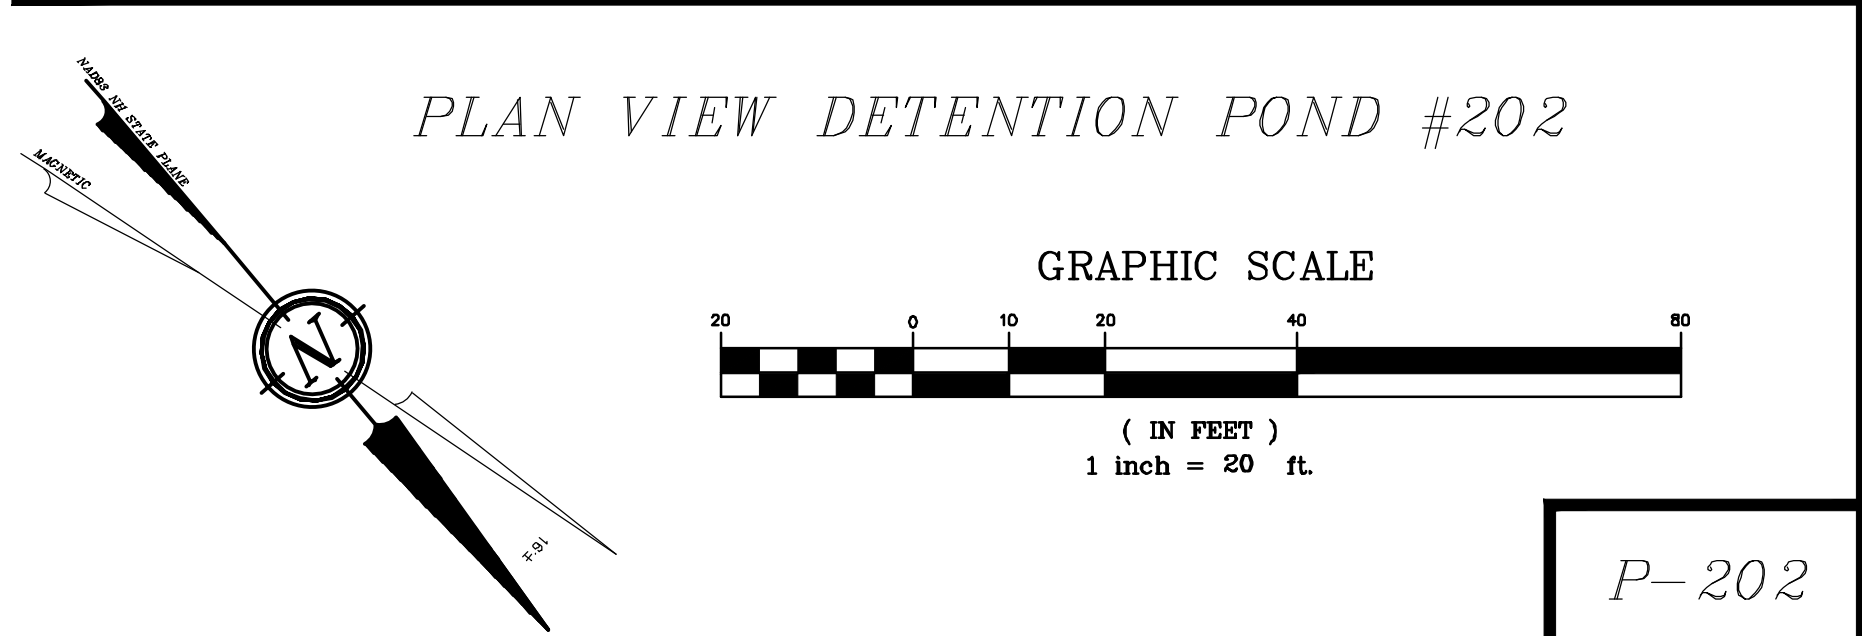 PLAN VIEW DETENTION POND #202
NAD83 NH STATE PLANE
MAGNETIC
N
GRAPHIC SCALE
20 0 10 20 40 80
( IN FEET )
1 inch = 20 ft.
16°±
P-202